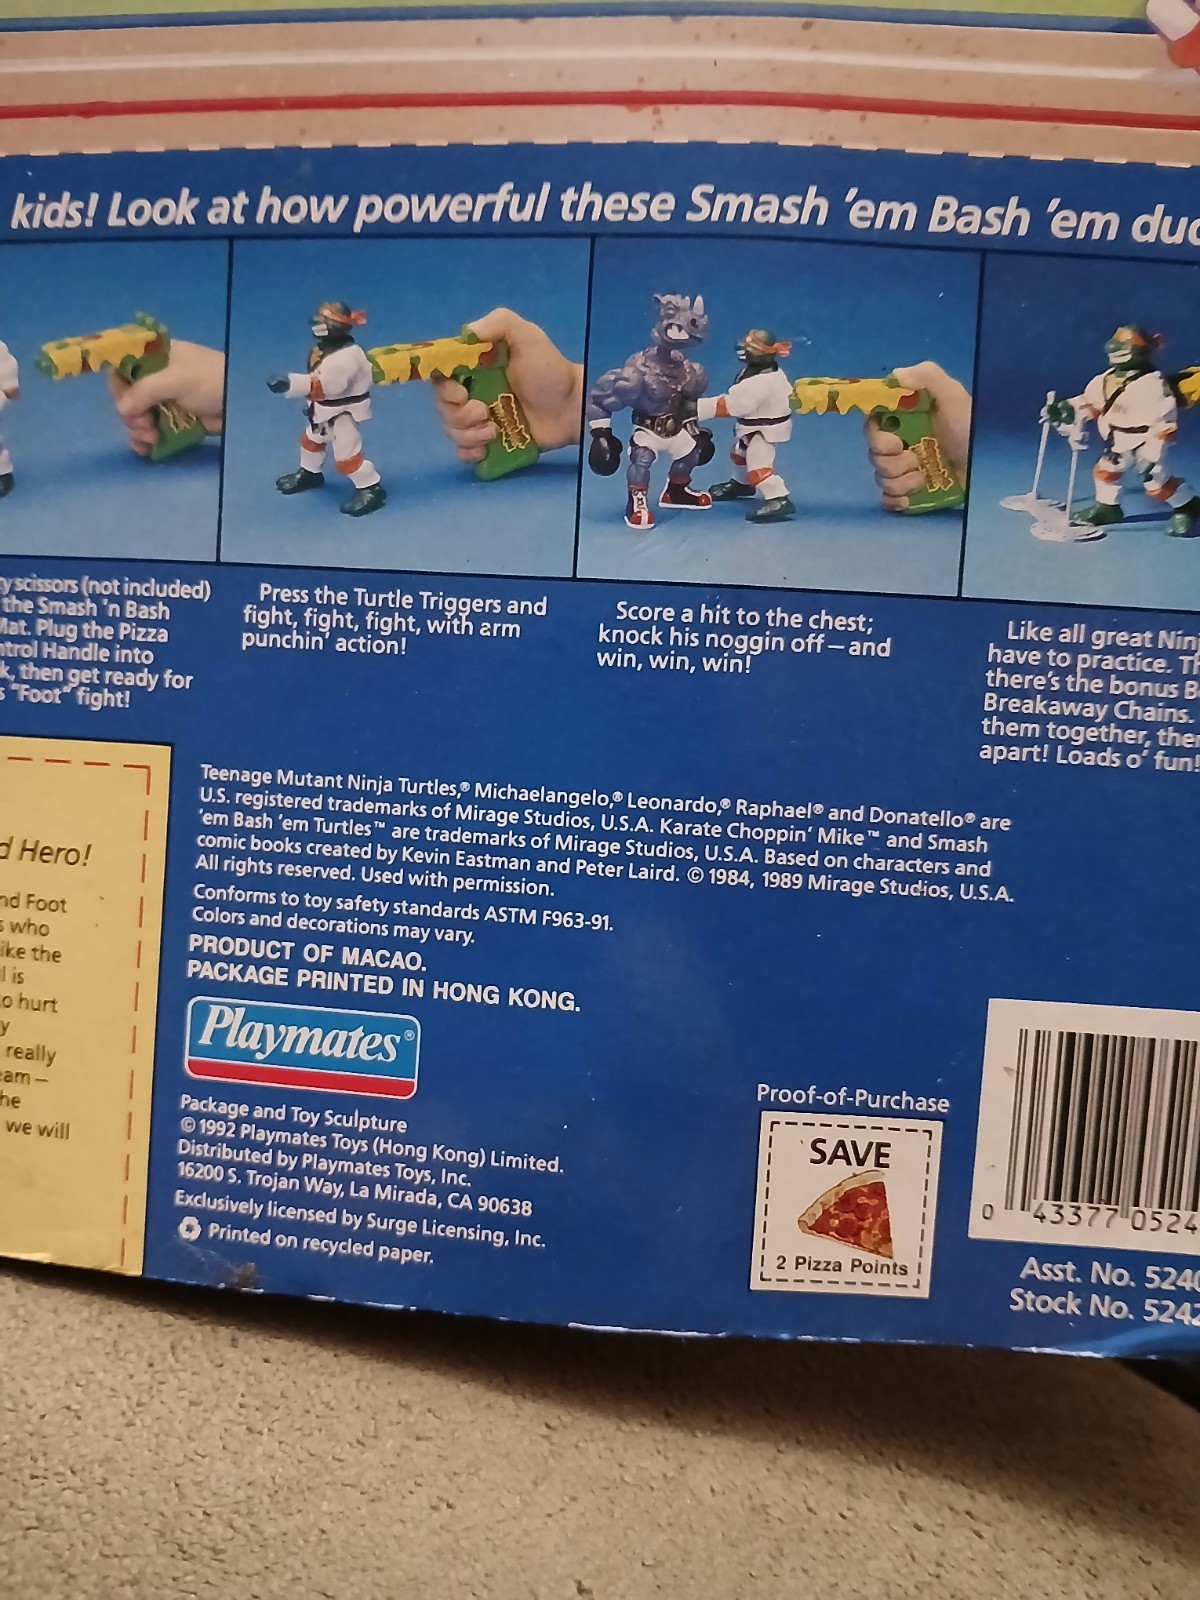 kids! Look at how powerful these Smash 'em Bash 'em
scissors (not included)
the Smash 'n Bash
Mat. Plug the Pizza
Handle into
then get ready for
"Foot" fight!
Press the Turtle Triggers and
fight, fight, fight, with arm
punchin' action!
Score a hit to the chest;
knock his noggin off—and
win, win, win!
Like all great
have to practice.
there's the bonus
Breakaway Chains.
them together,
apart! Loads o' fun!
Hero!
Foot
who
the
is
hurt
really
we will
Teenage Mutant Ninja Turtles,® Michaelangelo,® Leonardo,® Raphael® and Donatello® are
U.S. registered trademarks of Mirage Studios, U.S.A. Karate Choppin' Mike™ and Smash
'em Bash 'em Turtles™ are trademarks of Mirage Studios, U.S.A. Based on characters and
comic books created by Kevin Eastman and Peter Laird. © 1984, 1989 Mirage Studios, U.S.A.
All rights reserved. Used with permission.
Conforms to toy safety standards ASTM F963-91.
Colors and decorations may vary.
PRODUCT OF MACAO.
PACKAGE PRINTED IN HONG KONG.
Playmates®
Package and Toy Sculpture
© 1992 Playmates Toys (Hong Kong) Limited.
Distributed by Playmates Toys, Inc.
16200 S. Trojan Way, La Mirada, CA 90638
Exclusively licensed by Surge Licensing, Inc.
Printed on recycled paper.
Proof-of-Purchase
SAVE
2 Pizza Points
0 43377 0524
Asst. No. 524
Stock No. 524